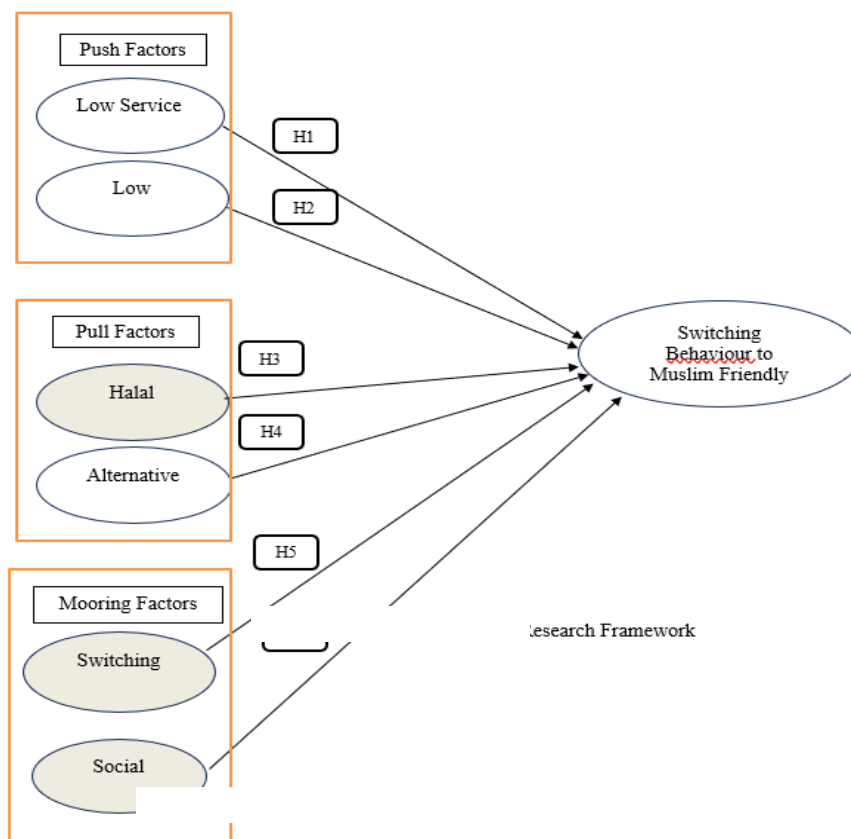 Push Factors
Low Service
H1
Low
H2
Pull Factors
Halal
H3
H4
Alternative
Switching
Behaviour to
Muslim Friendly
H5
Mooring Factors
Switching
Social
esearch Framework